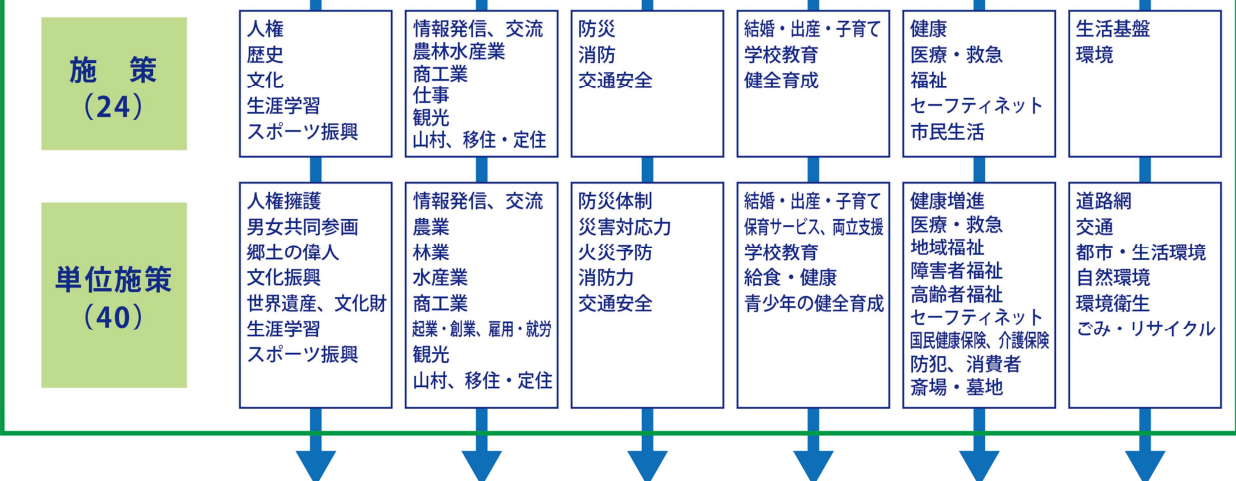 施　策
（24）
人権
歴史
文化
生涯学習
スポーツ振興
情報発信、交流
農林水産業
商工業
仕事
観光
山村、移住・定住
防災
消防
交通安全
結婚・出産・子育て
学校教育
健全育成
健康
医療・救急
福祉
セーフティネット
市民生活
生活基盤
環境
単位施策
（40）
人権擁護
男女共同参画
郷土の偉人
文化振興
世界遺産、文化財
生涯学習
スポーツ振興
情報発信、交流
農業
林業
水産業
商工業
起業・創業、雇用・就労
観光
山村、移住・定住
防災体制
災害対応力
火災予防
消防力
交通安全
結婚・出産・子育て
保育サービス、両立支援
学校教育
給食・健康
青少年の健全育成
健康増進
医療・救急
地域福祉
障害者福祉
高齢者福祉
セーフティネット
国民健康保険、介護保険
防犯、消費者
斎場・墓地
道路網
交通
都市・生活環境
自然環境
環境衛生
ごみ・リサイクル